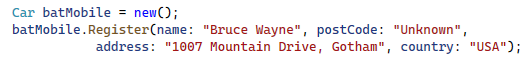 Car batMobile = new();
batMobile.Register(name: "Bruce Wayne", postCode: "Unknown",
address: "1007 Mountain Drive, Gotham", country: "USA");